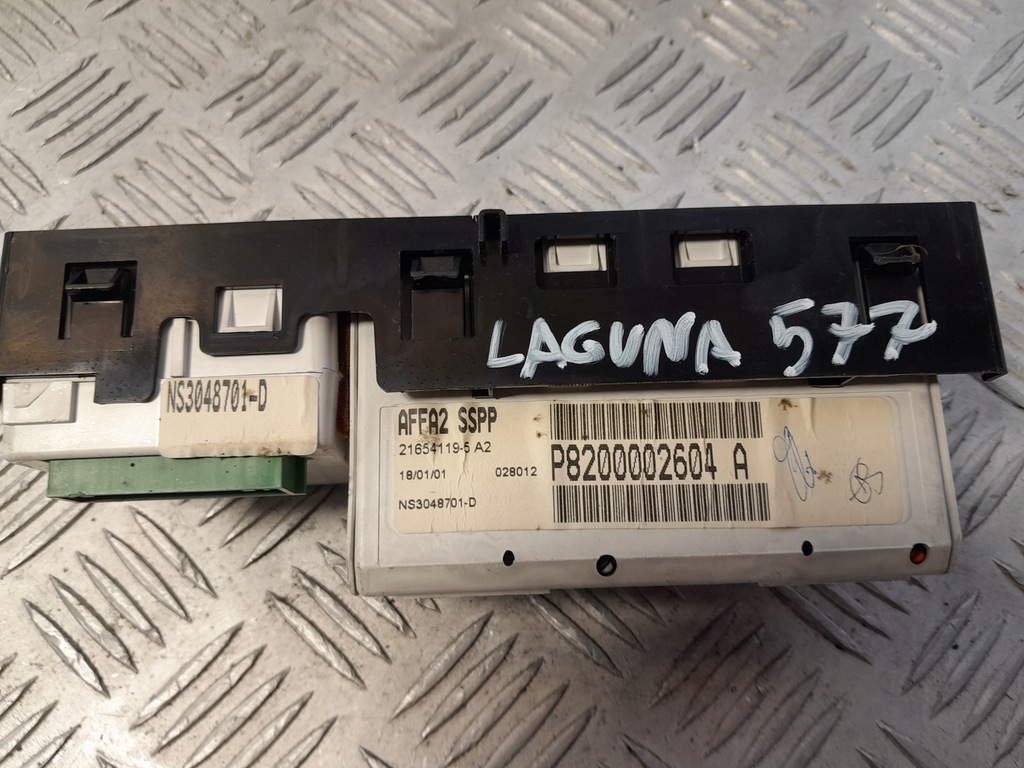 LAGUNA 577
NS3048701-D
AFFA2 SSPP
21654119-5 A2
18/01/01 028012
NS3048701-D
P8200002604 A